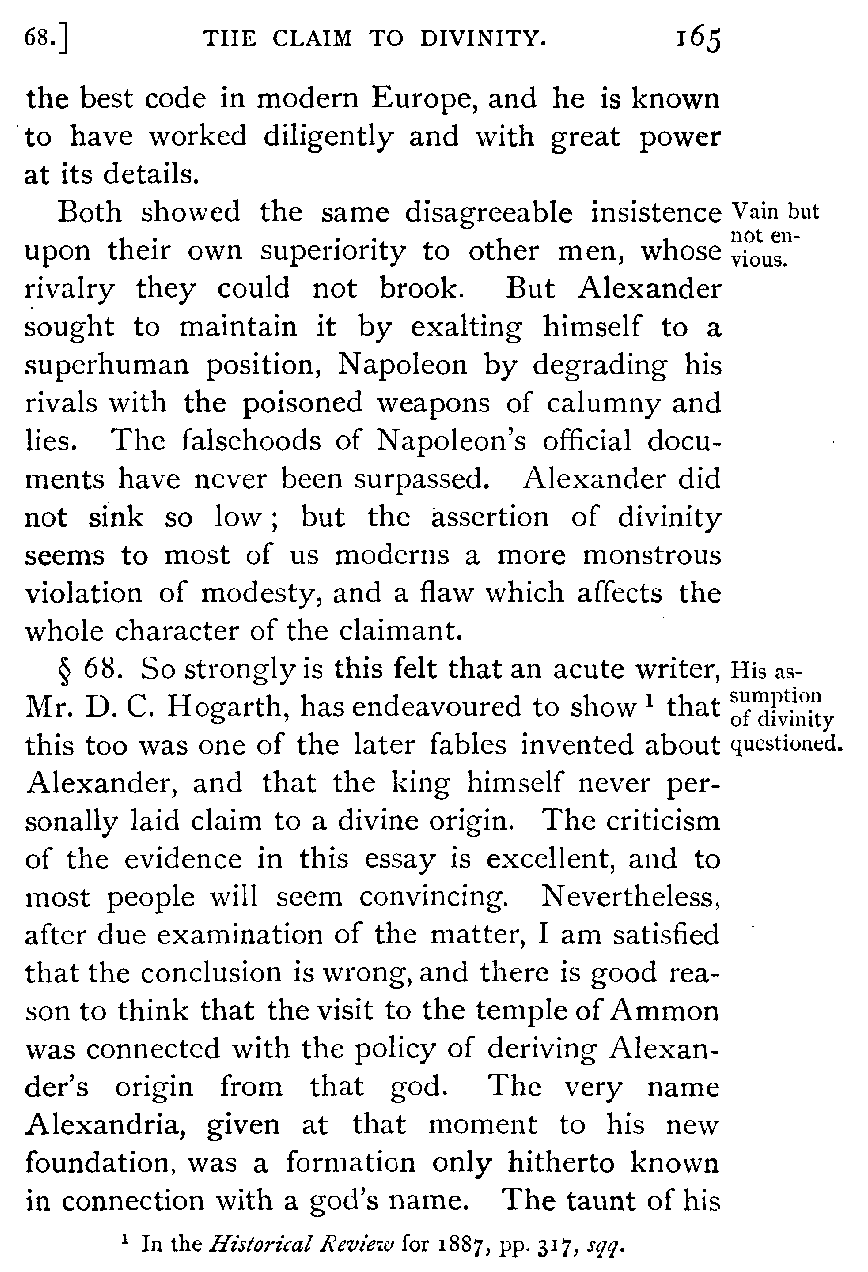 68.] THE CLAIM TO DIVINITY. 165
the best code in modern Europe, and he is known
to have worked diligently and with great power
at its details.
Both showed the same disagreeable insistence
upon their own superiority to other men, whose
rivalry they could not brook. But Alexander
sought to maintain it by exalting himself to a
superhuman position, Napoleon by degrading his
rivals with the poisoned weapons of calumny and
lies. The falsehoods of Napoleon's official docu-
ments have never been surpassed. Alexander did
not sink so low; but the assertion of divinity
seems to most of us moderns a more monstrous
violation of modesty, and a flaw which affects the
whole character of the claimant.
Vain but
not en-
vious.
§ 68. So strongly is this felt that an acute writer,
Mr. D. C. Hogarth, has endeavoured to show ¹ that
this too was one of the later fables invented about
Alexander, and that the king himself never per-
sonally laid claim to a divine origin. The criticism
of the evidence in this essay is excellent, and to
most people will seem convincing. Nevertheless,
after due examination of the matter, I am satisfied
that the conclusion is wrong, and there is good rea-
son to think that the visit to the temple of Ammon
was connected with the policy of deriving Alexan-
der's origin from that god. The very name
Alexandria, given at that moment to his new
foundation, was a formation only hitherto known
in connection with a god's name. The taunt of his
His as-
sumption
of divinity
questioned.
¹ In the Historical Review for 1887, pp. 317, sqq.